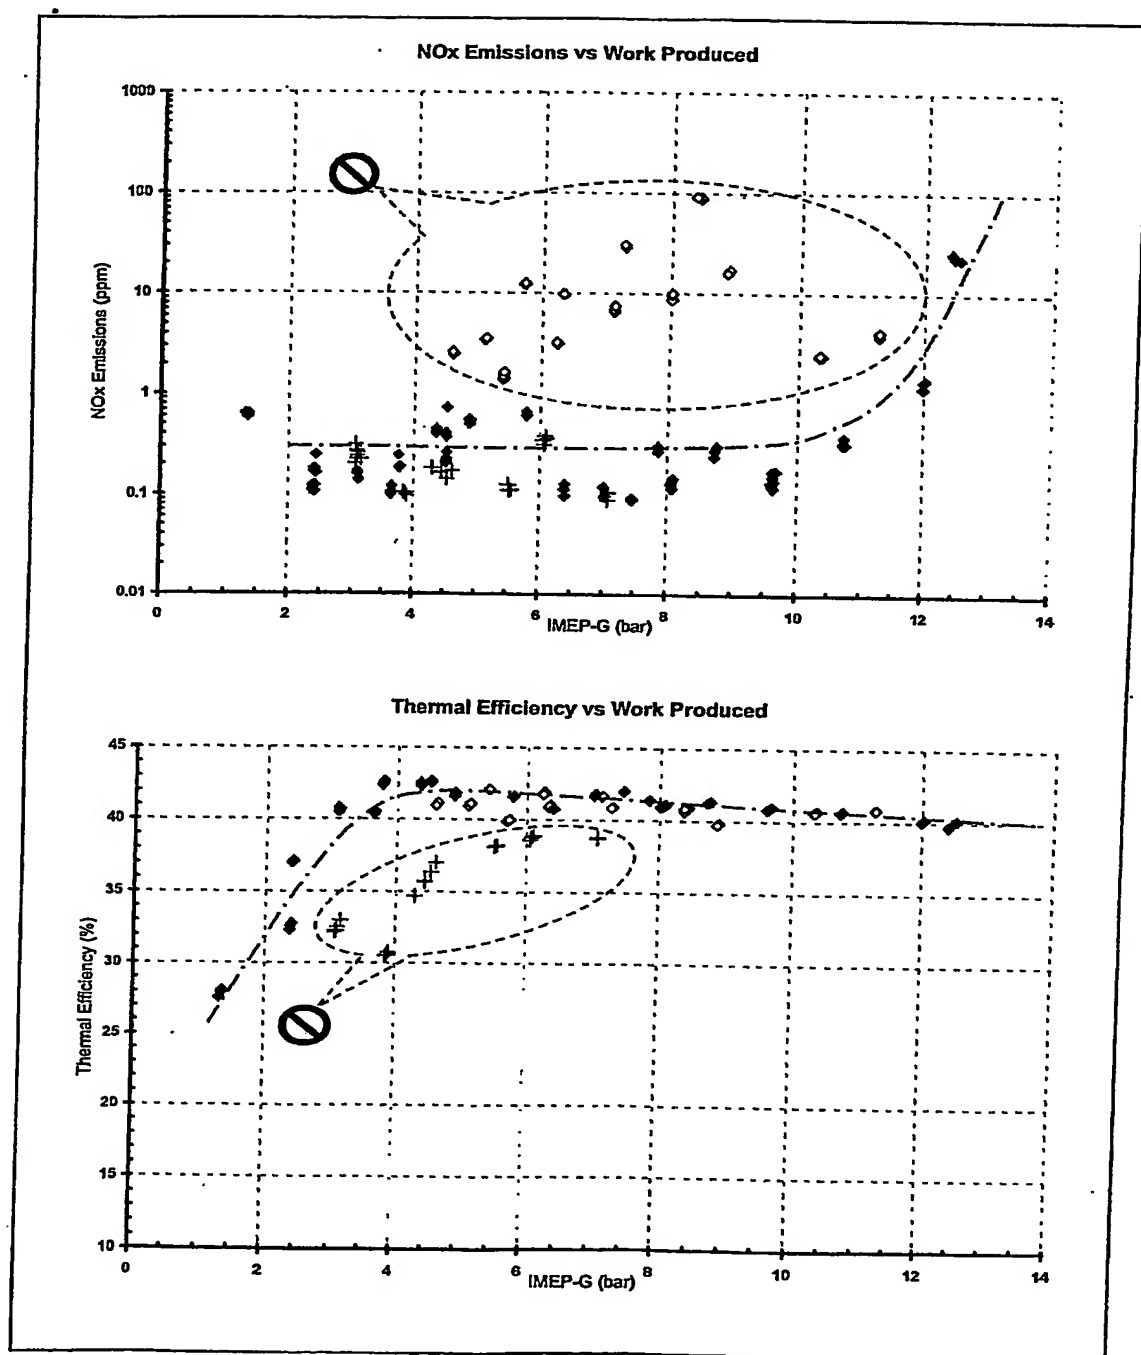 NOx Emissions vs Work Produced
1000
100
10
1
0.1
0.01
NOx Emissions (ppm)
0 2 4 6 8 10 12 14
IMEP-G (bar)
Thermal Efficiency vs Work Produced
45
40
35
30
25
20
15
10
Thermal Efficiency (%)
0 2 4 6 8 10 12 14
IMEP-G (bar)